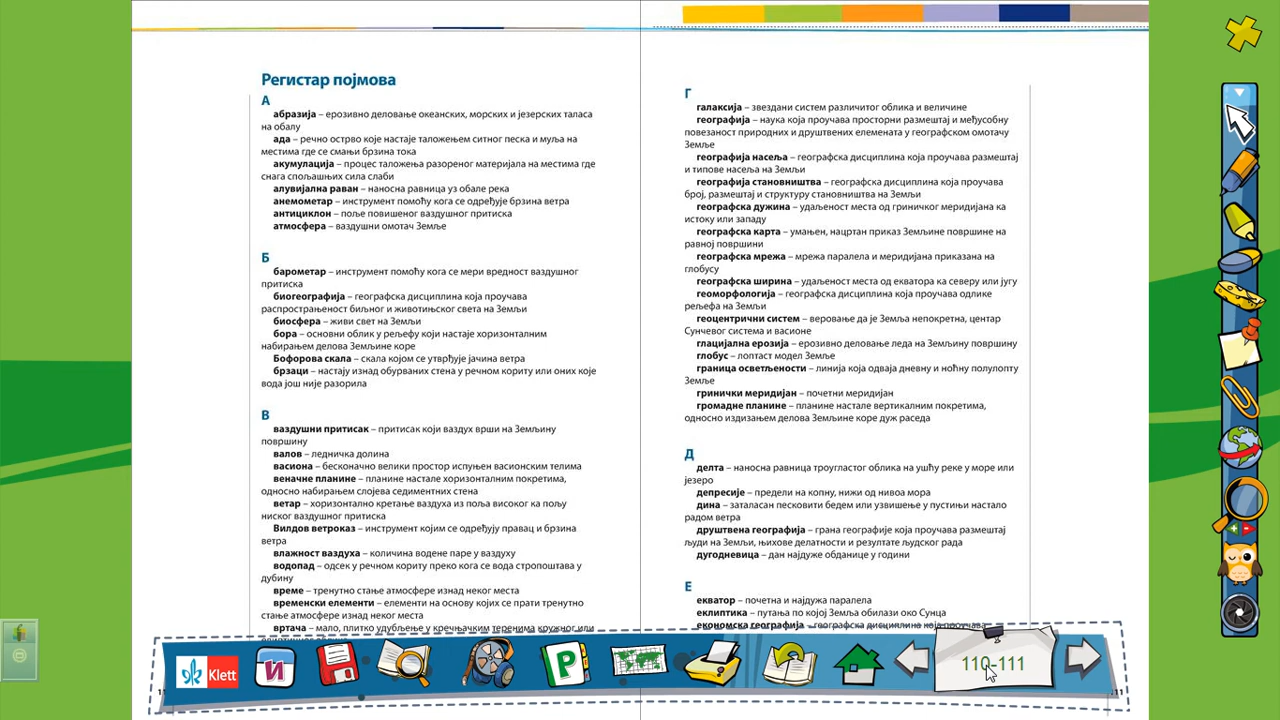 Регистар појмова
А
абразија – ерозивно деловање океанских, морских и језерских таласа
на обалу
ада – речно острво које настаје таложењем ситног песка и муља на
местима где се смањи брзина тока
акумулација – процес таложења разореног материјала на местима где
снага спољашњих сила слаби
алувијална раван – наносна равница уз обале река
анемометар – инструмент помоћу кога се одређује брзина ветра
антициклон – поље повишеног ваздушног притиска
атмосфера – ваздушни омотач Земље
Б
барометар – инструмент помоћу кога се мери вредност ваздушног
притиска
биогеографија – географска дисциплина која проучава
распрострањеност биљног и животињског света на Земљи
биосфера – живи свет на Земљи
бора – основни облик у рељефу који настаје хоризонталним
набирањем делова Земљине коре
Бофорова скала – скала којом се утврђује јачина ветра
брзаци – настају изнад обурваних стена у речном кориту или оних које
вода још није разорила
В
ваздушни притисак – притисак који ваздух врши на Земљину
површину
валов – ледничка долина
васиона – бесконачно велики простор испуњен васионским телима
веначне планине – планине настале хоризонталним покретима,
односно набирањем слојева седиментних стена
ветар – хоризонтално кретање ваздуха из поља високог ка пољу
ниског ваздушног притиска
Вилдов ветроказ – инструмент којим се одређују правац и брзина
ветра
влажност ваздуха – количина водене паре у ваздуху
водопад – одсек у речном кориту преко кога се вода стропоштава у
дубину
време – тренутно стање атмосфере изнад неког места
временски елементи – елементи на основу којих се прати тренутно
стање атмосфере изнад неког места
вртача – мало, плитко удубљење у кречњачким теренима кружног или
Г
галаксија – звездани систем различитог облика и величине
географија – наука која проучава просторни размештај и међусобну
повезаност природних и друштвених елемената у географском омотачу
Земље
географија насеља – географска дисциплина која проучава размештај
и типове насеља на Земљи
географија становништва – географска дисциплина која проучава
број, размештај и структуру становништва на Земљи
географска дужина – удаљеност места од гриничког меридијана ка
истоку или западу
географска карта – умањен, нацртан приказ Земљине површине на
равној површини
географска мрежа – мрежа паралела и меридијана приказана на
глобусу
географска ширина – удаљеност места од екватора ка северу или југу
геоморфологија – географска дисциплина која проучава одлике
рељефа на Земљи
геоцентрични систем – веровање да је Земља непокретна, центар
Сунчевог система и васионе
глацијална ерозија – ерозивно деловање леда на Земљину површину
глобус – лоптаст модел Земље
граница осветљености – линија која одваја дневну и ноћну полулопту
Земље
гринички меридијан – почетни меридијан
громадне планине – планине настале вертикалним покретима,
односно издизањем делова Земљине коре дуж раседа
Д
делта – наносна равница троугластог облика на ушћу реке у море или
језеро
депресије – предели на копну, нижи од нивоа мора
дина – заталасан песковити бедем или узвишење у пустињи настало
радом ветра
друштвена географија – грана географије која проучава размештај
људи на Земљи, њихове делатности и резултате људског рада
дугодневица – дан најдуже обданице у години
Е
екватор – почетна и најдужа паралела
еклиптика – путања по којој Земља обилази око Сунца
економска географија – географска дисциплина која проучава
Klett
И
P
110-111